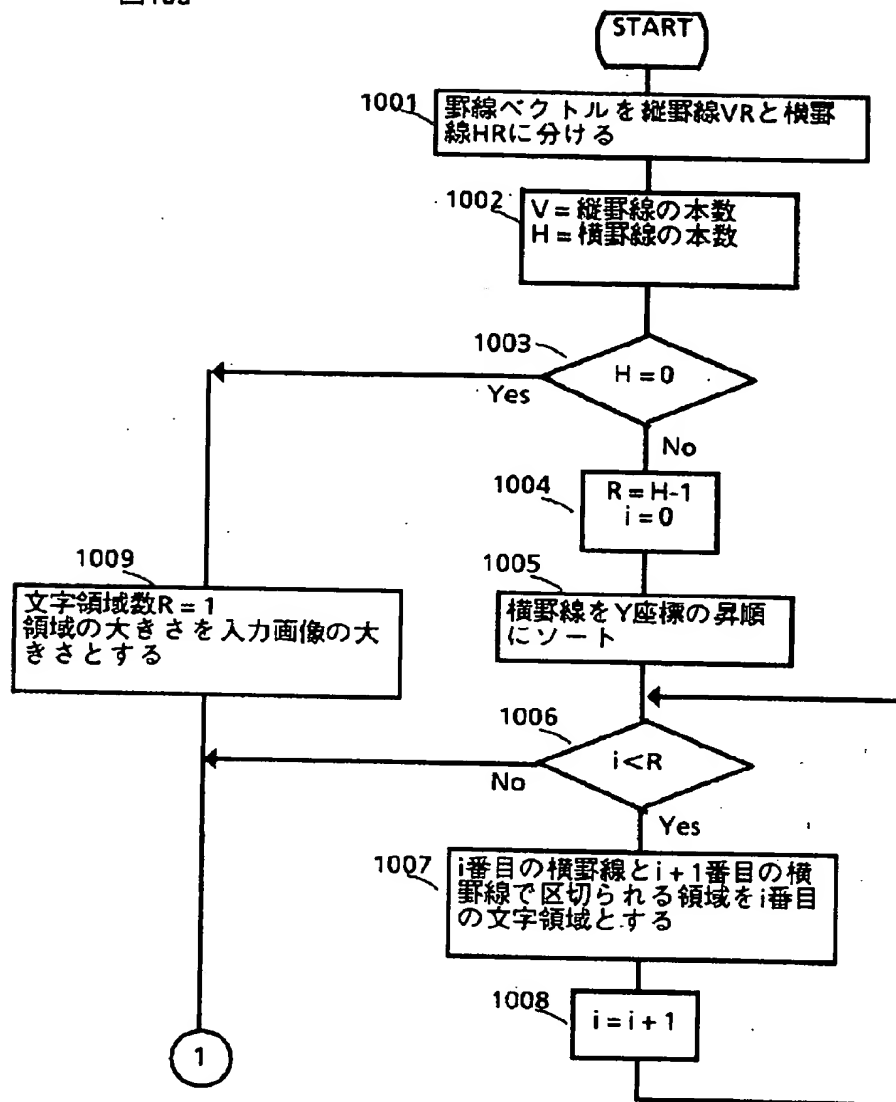 START
1001
罫線ベクトルを縦罫線VRと横罫
線HRに分ける
1002
V=縦罫線の本数
H=横罫線の本数
1003
H=0
Yes
No
1004
R=H-1
i=0
1009
文字領域数R=1
領域の大きさを入力画像の大
きさとする
1005
横罫線をY座標の昇順
にソート
1006
i<R
No
Yes
1007
i番目の横罫線とi+1番目の横
罫線で区切られる領域をi番目
の文字領域とする
1008
i=i+1
1